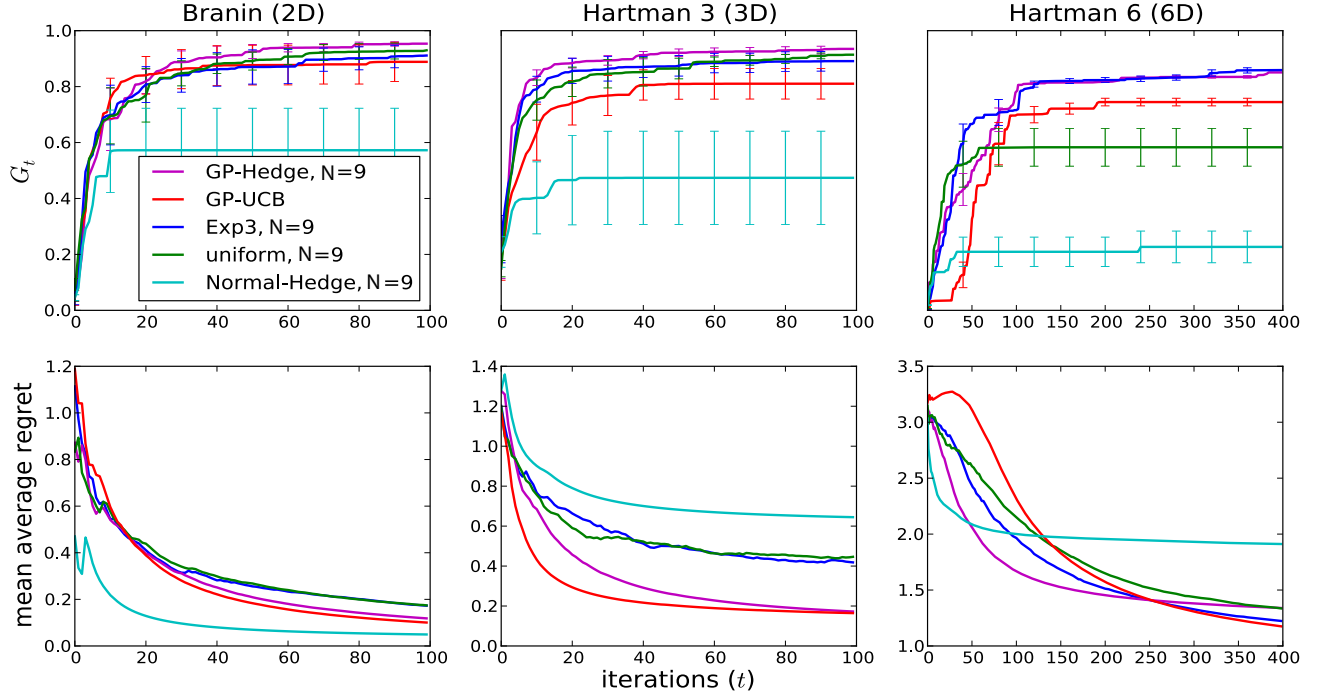 Branin (2D)
Hartman 3 (3D)
Hartman 6 (6D)
G_t
1.0
0.8
0.6
0.4
0.2
0.0
GP-Hedge, N=9
GP-UCB
Exp3, N=9
uniform, N=9
Normal-Hedge, N=9
0 20 40 60 80 100
0 20 40 60 80 100
0 50 100 150 200 250 300 350 400
mean average regret
1.2
1.0
0.8
0.6
0.4
0.2
0.0
0 20 40 60 80 100
1.4
1.2
1.0
0.8
0.6
0.4
0.2
0.0
0 20 40 60 80 100
3.5
3.0
2.5
2.0
1.5
1.0
0 50 100 150 200 250 300 350 400
iterations (t)